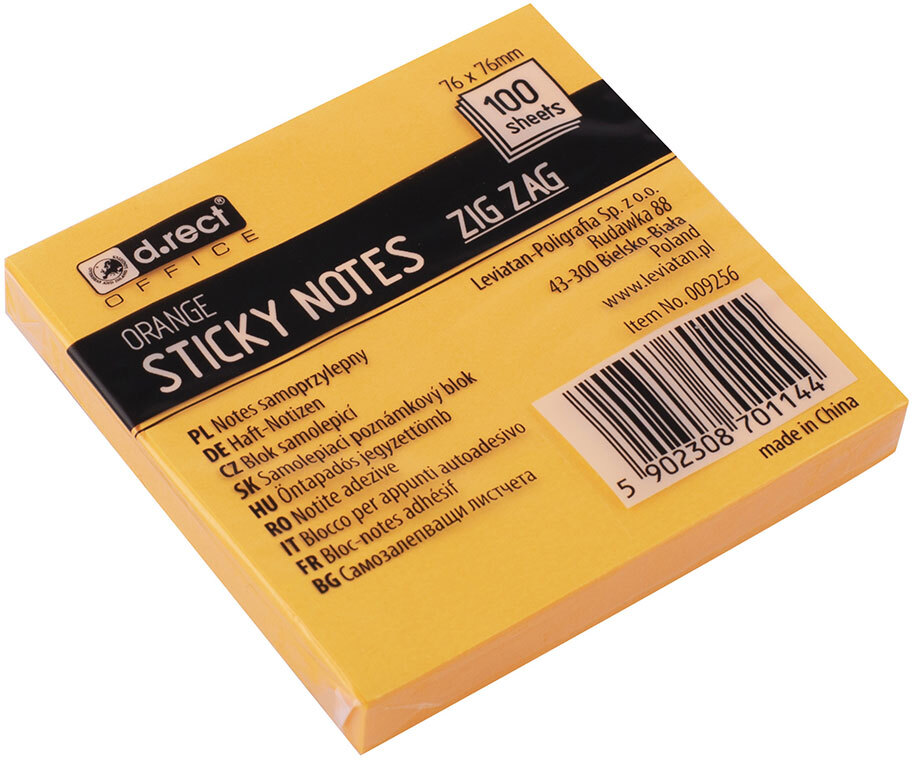 76 x 76mm
100
sheets
d.rect®
OFFICE
ORANGE
STICKY NOTES ZIG ZAG
Leviatan-Poligrafia Sp. z o.o.
Rudawka 88
43-300 Bielsko-Biała
Poland
www.leviatan.pl
Item No. 009256
5 902308 701144
made in China
PL Notes samoprzylepny
DE Haft-Notizen
CZ Blok samolepicí
SK Samolepiaci poznámkový blok
HU Öntapadós jegyzettömb
RO Notite adezive
IT Blocco per appunti autoadesivo
FR Bloc-notes adhésif
BG Самозалепващи листчета